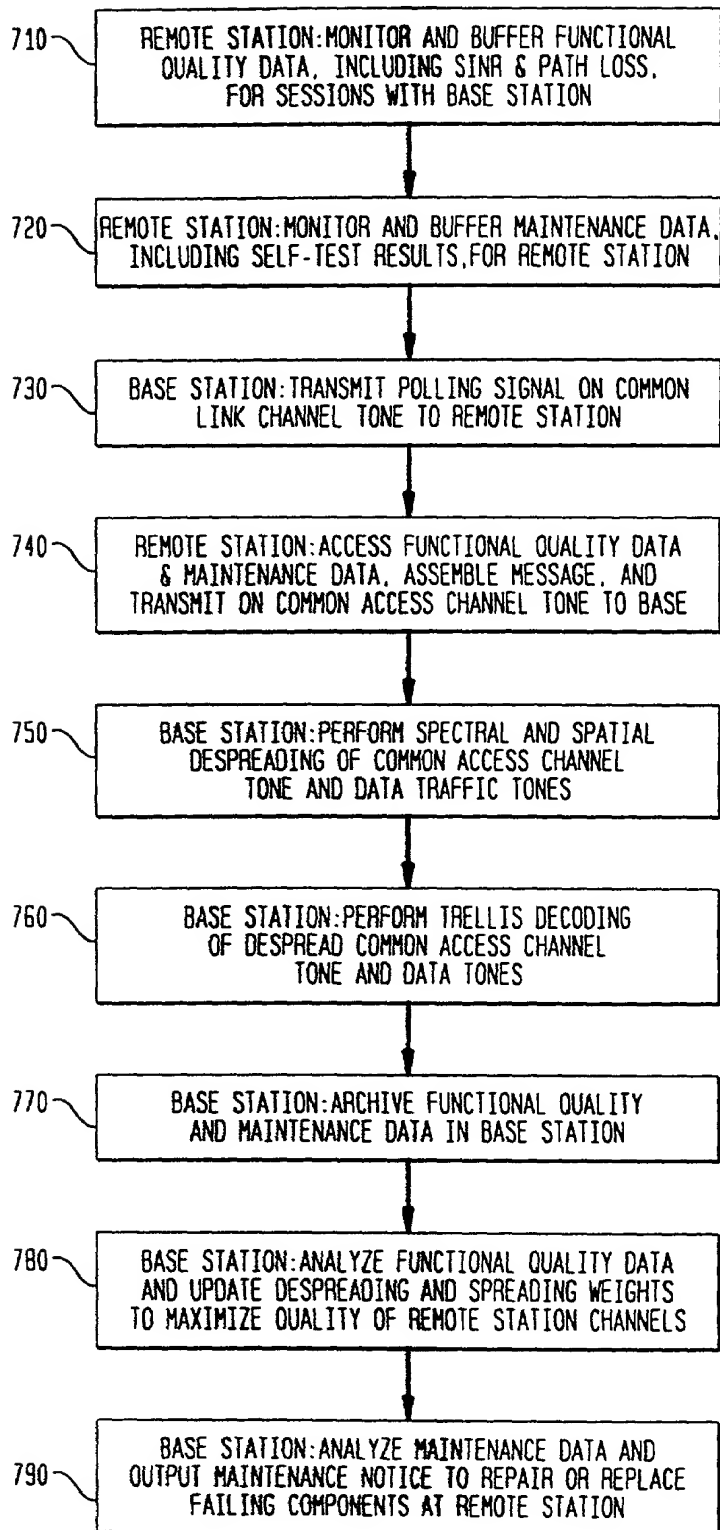 710
REMOTE STATION:MONITOR AND BUFFER FUNCTIONAL
QUALITY DATA, INCLUDING SINR & PATH LOSS,
FOR SESSIONS WITH BASE STATION
720
REMOTE STATION:MONITOR AND BUFFER MAINTENANCE DATA,
INCLUDING SELF-TEST RESULTS,FOR REMOTE STATION
730
BASE STATION:TRANSMIT POLLING SIGNAL ON COMMON
LINK CHANNEL TONE TO REMOTE STATION
740
REMOTE STATION:ACCESS FUNCTIONAL QUALITY DATA
& MAINTENANCE DATA, ASSEMBLE MESSAGE, AND
TRANSMIT ON COMMON ACCESS CHANNEL TONE TO BASE
750
BASE STATION:PERFORM SPECTRAL AND SPATIAL
DESPREADING OF COMMON ACCESS CHANNEL
TONE AND DATA TRAFFIC TONES
760
BASE STATION:PERFORM TRELLIS DECODING
OF DESPREAD COMMON ACCESS CHANNEL
TONE AND DATA TONES
770
BASE STATION:ARCHIVE FUNCTIONAL QUALITY
AND MAINTENANCE DATA IN BASE STATION
780
BASE STATION:ANALYZE FUNCTIONAL QUALITY DATA
AND UPDATE DESPREADING AND SPREADING WEIGHTS
TO MAXIMIZE QUALITY OF REMOTE STATION CHANNELS
790
BASE STATION:ANALYZE MAINTENANCE DATA AND
OUTPUT MAINTENANCE NOTICE TO REPAIR OR REPLACE
FAILING COMPONENTS AT REMOTE STATION